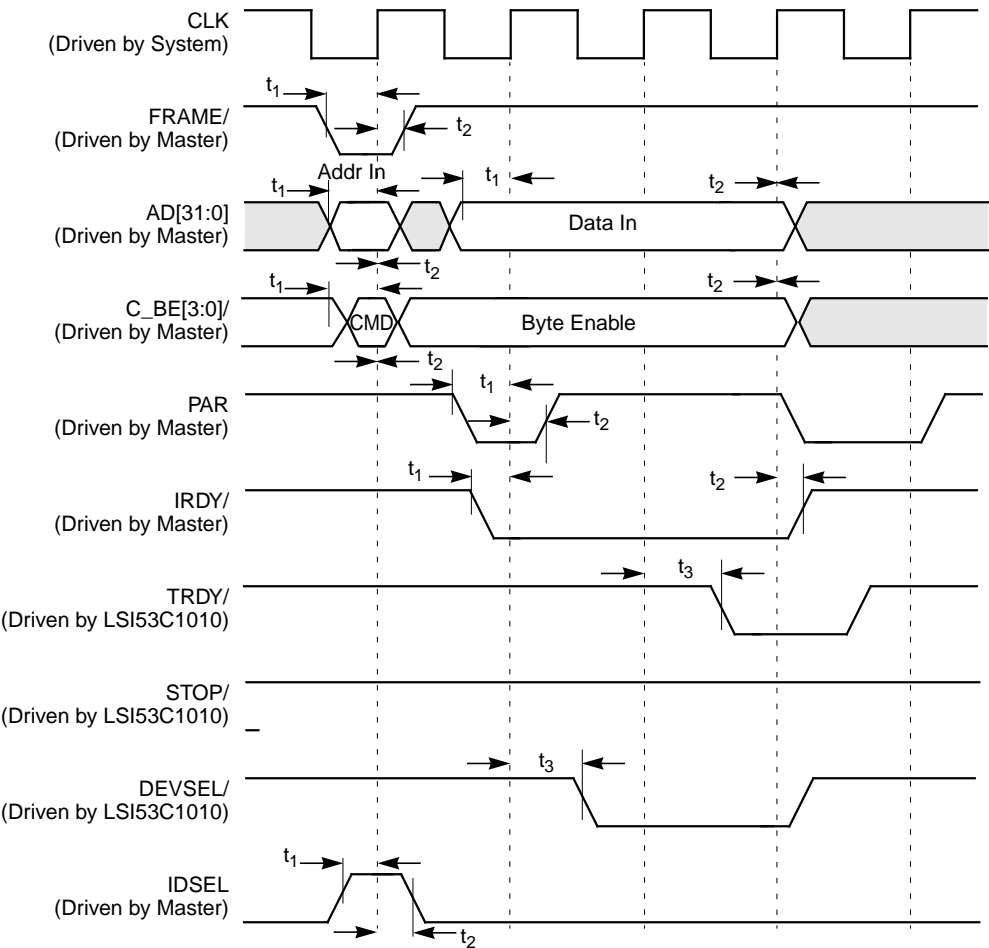 CLK
(Driven by System)
t1
FRAME/
(Driven by Master)
t2
Addr In
t1
t1
t2
AD[31:0]
(Driven by Master)
Data In
t2
t1
t2
C_BE[3:0]/
(Driven by Master)
CMD
Byte Enable
t2
t1
PAR
(Driven by Master)
t2
t1
t2
IRDY/
(Driven by Master)
t3
TRDY/
(Driven by LSI53C1010)
STOP/
(Driven by LSI53C1010)
t3
DEVSEL/
(Driven by LSI53C1010)
t1
IDSEL
(Driven by Master)
t2